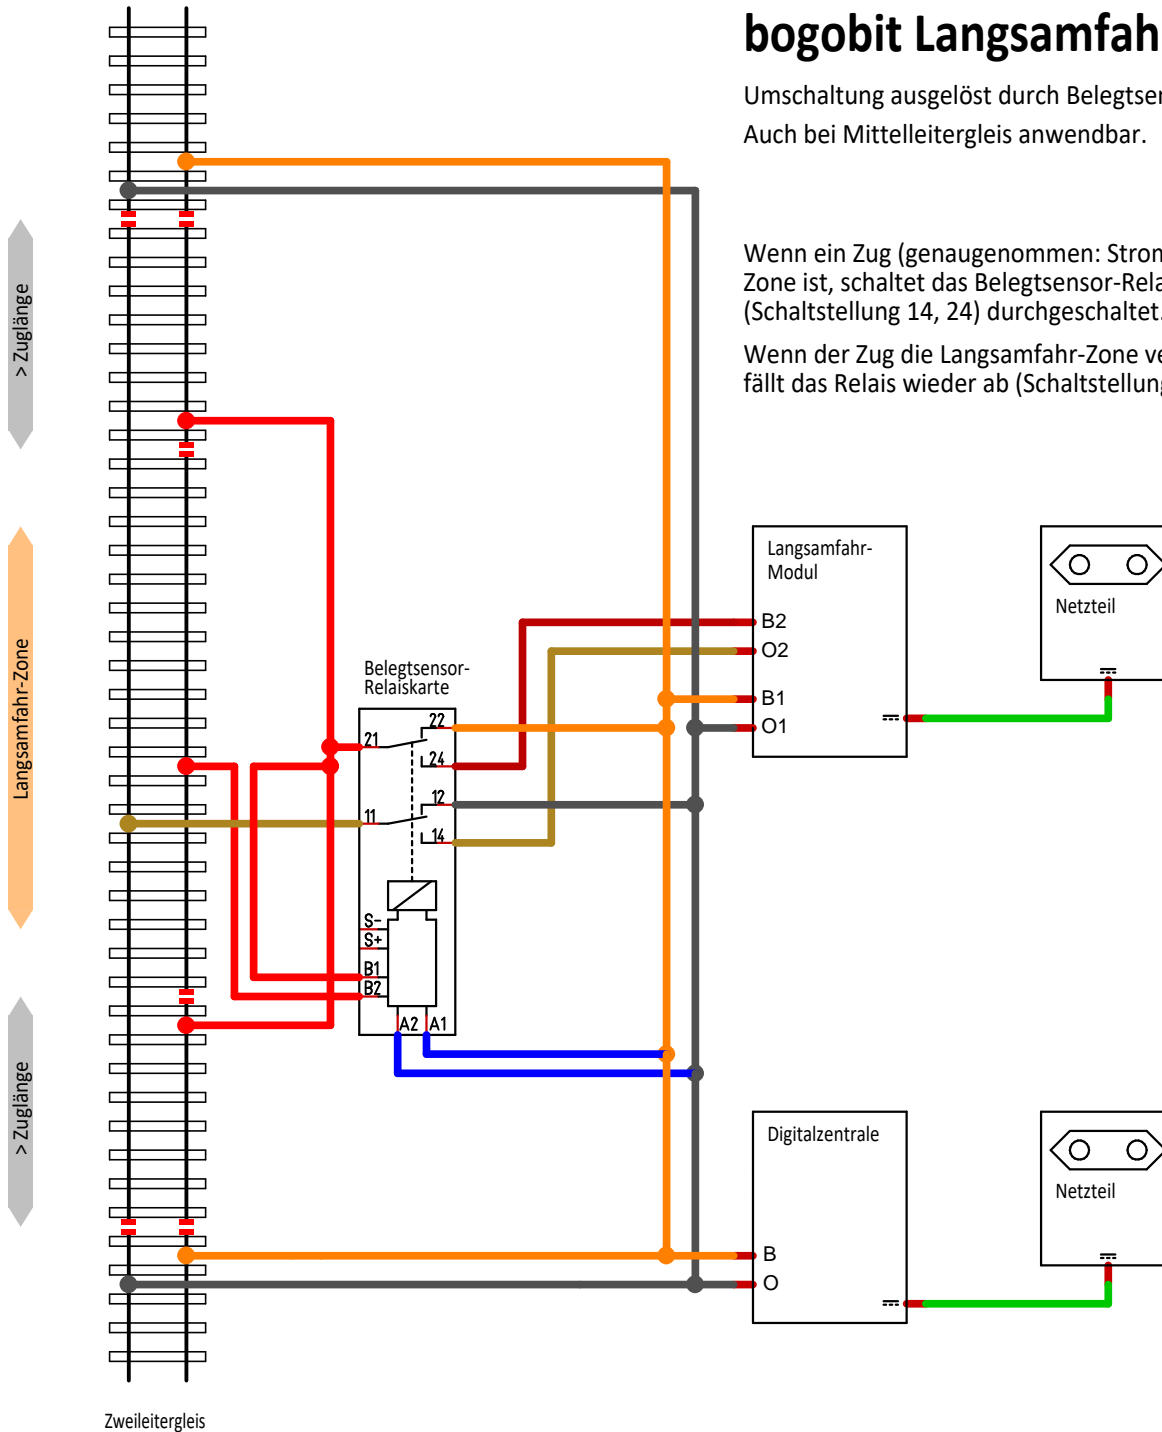 bogobit Langsamfah
Umschaltung ausgelöst durch Belegtser
Auch bei Mittelleitergleis anwendbar.
Wenn ein Zug (genaugenommen: Strom
Zone ist, schaltet das Belegtsensor-Rela
(Schaltstellung 14, 24) durchgeschaltet.
Wenn der Zug die Langsamfahr-Zone ve
fällt das Relais wieder ab (Schaltstellung
> Zuglänge
Langsamfahr-Zone
> Zuglänge
Belegtsensor-
Relaiskarte
21
22
24
11
12
14
S-
S+
B1
B2
A2
A1
Langsamfahr-
Modul
B2
O2
B1
O1
Netzteil
Digitalzentrale
B
O
Netzteil
Zweileitergleis